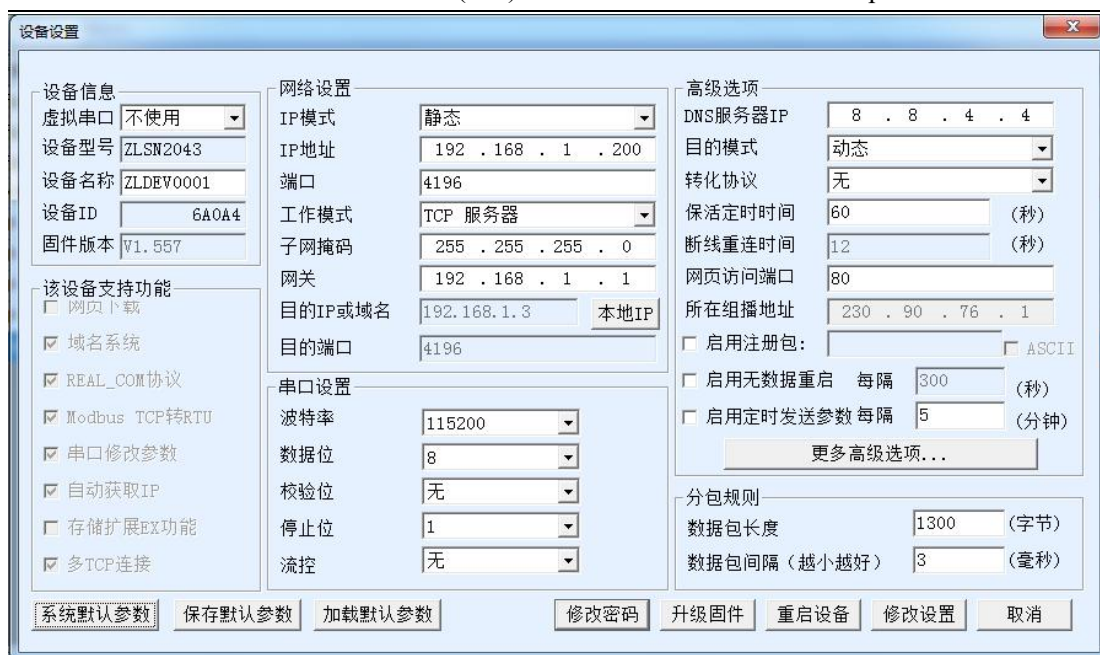 设备设置
设备信息
虚拟串口 不使用
设备型号 ZLSN2043
设备名称 ZLDEV0001
设备ID 6A0A4
固件版本 V1.557
该设备支持功能
网页下载
域名系统
REAL_COM协议
Modbus TCP转RTU
串口修改参数
自动获取IP
存储扩展EX功能
多TCP连接
网络设置
IP模式 静态
IP地址 192 . 168 . 1 . 200
端口 4196
工作模式 TCP 服务器
子网掩码 255 . 255 . 255 . 0
网关 192 . 168 . 1 . 1
目的IP或域名 192.168.1.3 本地IP
目的端口 4196
串口设置
波特率 115200
数据位 8
校验位 无
停止位 1
流控 无
高级选项
DNS服务器IP 8 . 8 . 4 . 4
目的模式 动态
转化协议 无
保活定时时间 60 (秒)
断线重连时间 12 (秒)
网页访问端口 80
所在组播地址 230 . 90 . 76 . 1
启用注册包: ASCII
启用无数据重启 每隔 300 (秒)
启用定时发送参数 每隔 5 (分钟)
更多高级选项...
分包规则
数据包长度 1300 (字节)
数据包间隔(越小越好) 3 (毫秒)
系统默认参数 保存默认参数 加载默认参数 修改密码 升级固件 重启设备 修改设置 取消